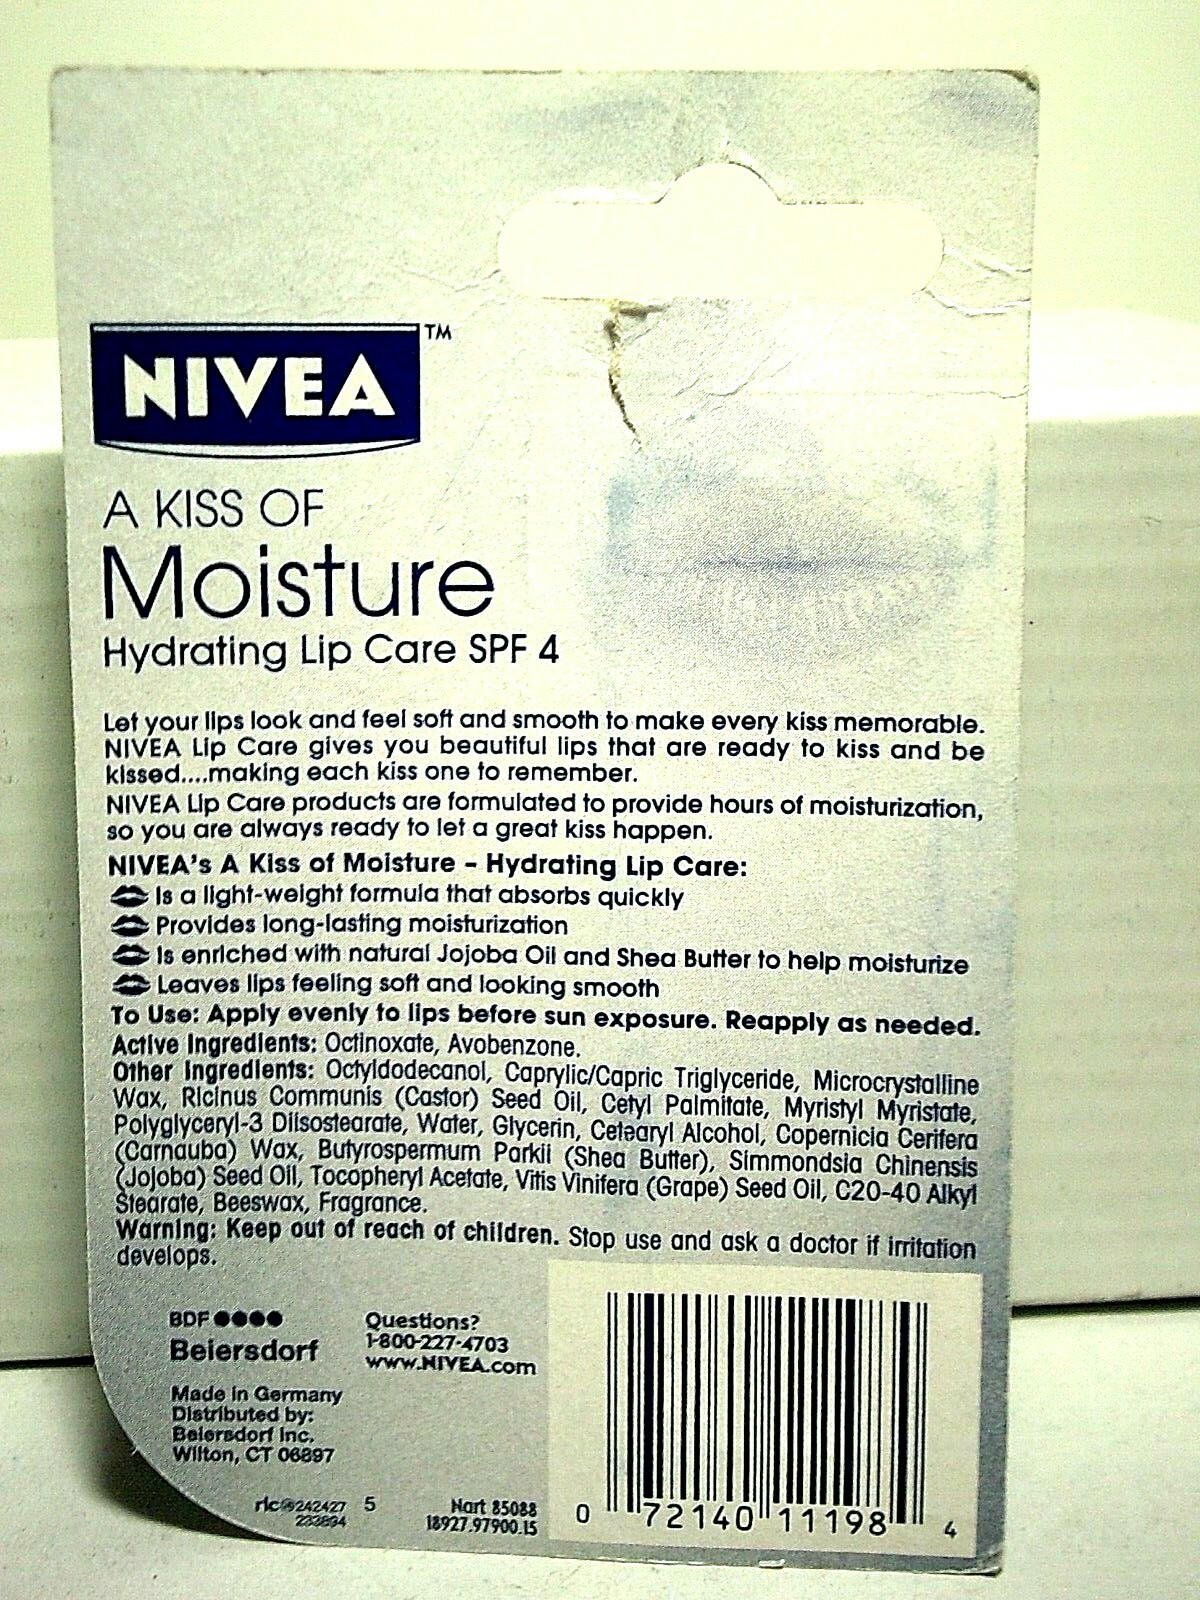 NIVEA™
A KISS OF
Moisture
Hydrating Lip Care SPF 4
Let your lips look and feel soft and smooth to make every kiss memorable.
NIVEA Lip Care gives you beautiful lips that are ready to kiss and be
kissed....making each kiss one to remember.
NIVEA Lip Care products are formulated to provide hours of moisturization,
so you are always ready to let a great kiss happen.
NIVEA's A Kiss of Moisture – Hydrating Lip Care:
Is a light-weight formula that absorbs quickly
Provides long-lasting moisturization
Is enriched with natural Jojoba Oil and Shea Butter to help moisturize
Leaves lips feeling soft and looking smooth
To Use: Apply evenly to lips before sun exposure. Reapply as needed.
Active Ingredients: Octinoxate, Avobenzone.
Other Ingredients: Octyldodecanol, Caprylic/Capric Triglyceride, Microcrystalline
Wax, Ricinus Communis (Castor) Seed Oil, Cetyl Palmitate, Myristyl Myristate,
Polyglyceryl-3 Diisostearate, Water, Glycerin, Cetearyl Alcohol, Copernicia Cerifera
(Carnauba) Wax, Butyrospermum Parkii (Shea Butter), Simmondsia Chinensis
(Jojoba) Seed Oil, Tocopheryl Acetate, Vitis Vinifera (Grape) Seed Oil, C20-40 Alkyl
Stearate, Beeswax, Fragrance.
Warning: Keep out of reach of children. Stop use and ask a doctor if irritation
develops.
BDF ●●●●
Beiersdorf
Made in Germany
Distributed by:
Beiersdorf Inc.
Wilton, CT 06897
Questions?
1-800-227-4703
www.NIVEA.com
242427 5
Nart 85088
18927.97900.15
0 72140 11198 4